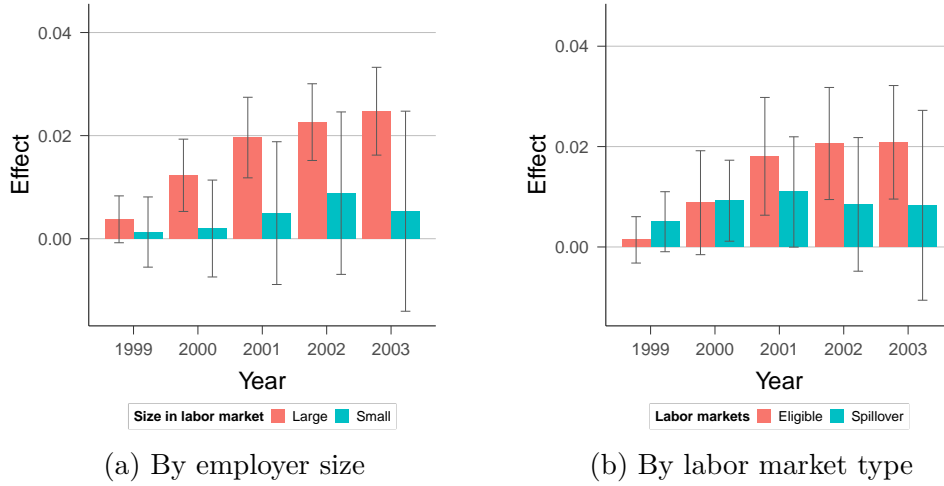 0.04
0.02
0.00
Effect
1999 2000 2001 2002 2003
Year
Size in labor market Large Small
(a) By employer size
0.04
0.02
0.00
Effect
1999 2000 2001 2002 2003
Year
Labor markets Eligible Spillover
(b) By labor market type